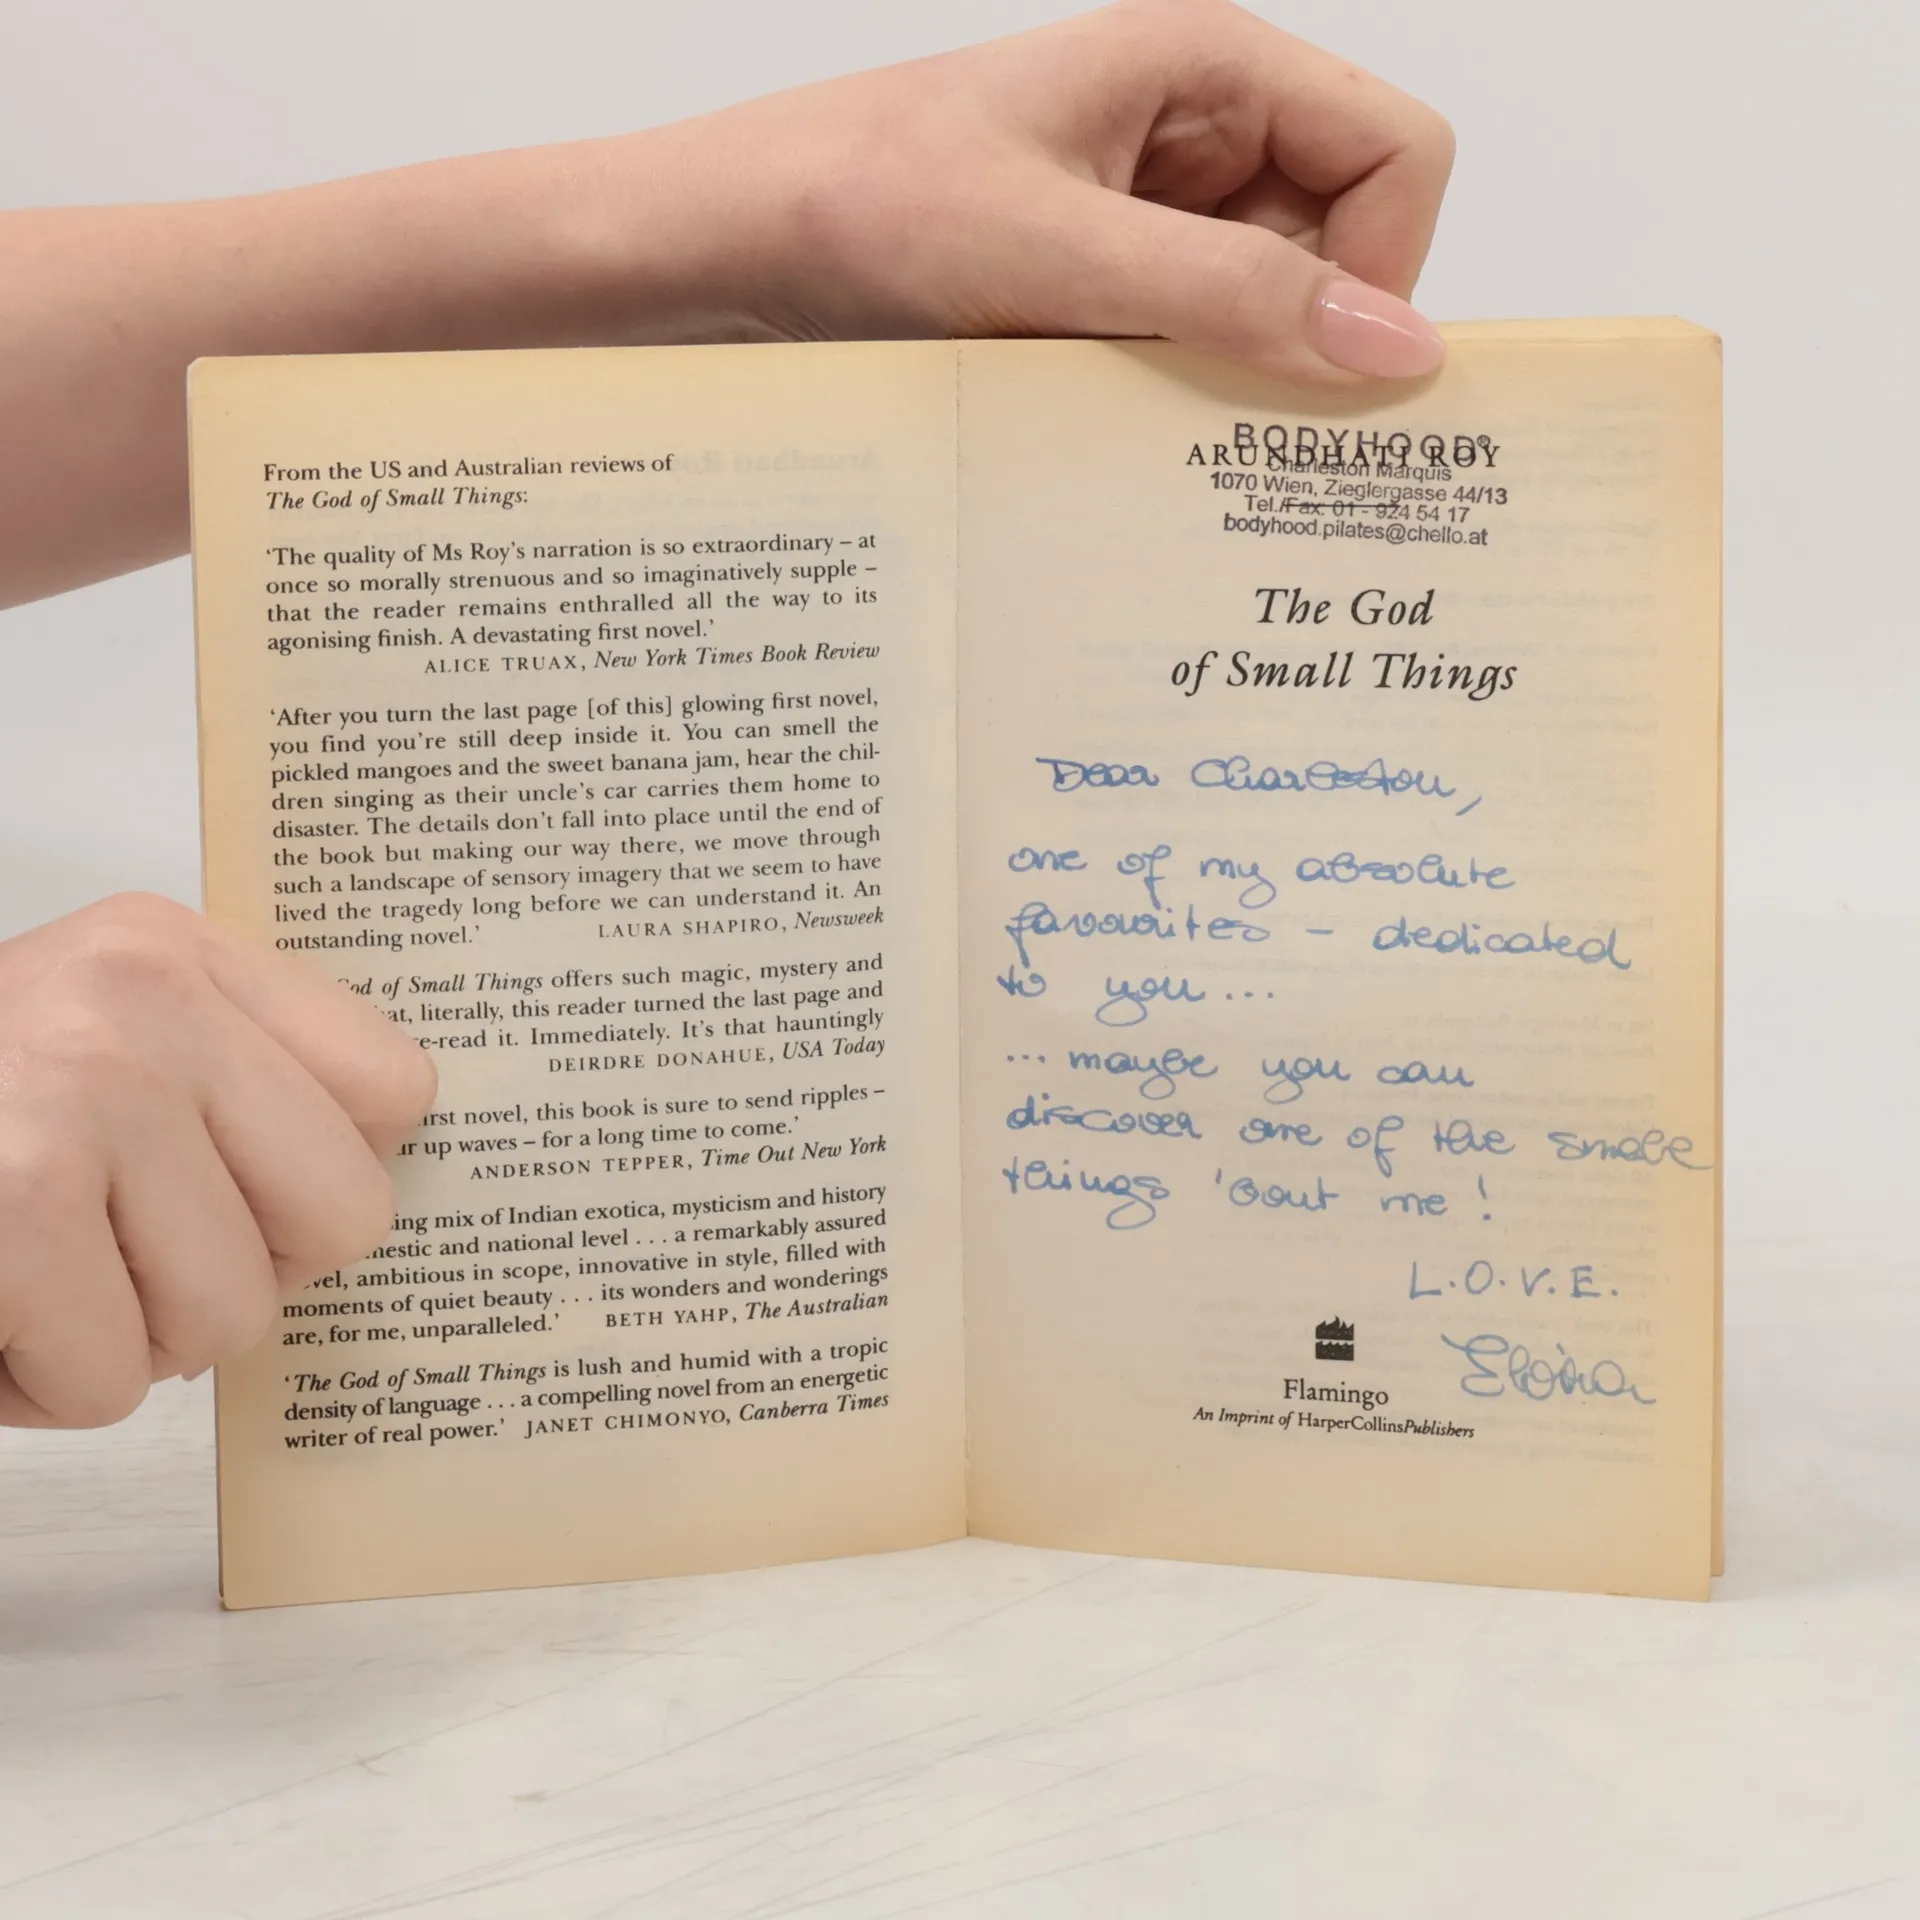 From the US and Australian reviews of
The God of Small Things:
‘The quality of Ms Roy’s narration is so extraordinary – at
once so morally strenuous and so imaginatively supple –
that the reader remains enthralled all the way to its
agonising finish. A devastating first novel.’
ALICE TRUAX, New York Times Book Review
‘After you turn the last page [of this] glowing first novel,
you find you’re still deep inside it. You can smell the
pickled mangoes and the sweet banana jam, hear the chil-
dren singing as their uncle’s car carries them home to
disaster. The details don’t fall into place until the end of
the book but making our way there, we move through
such a landscape of sensory imagery that we seem to have
lived the tragedy long before we can understand it. An
outstanding novel.’ LAURA SHAPIRO, Newsweek
of Small Things offers such magic, mystery and
literally, this reader turned the last page and
it. Immediately. It’s that hauntingly
DEIRDRE DONAHUE, USA Today
novel, this book is sure to send ripples –
up waves – for a long time to come.’
ANDERSON TEPPER, Time Out New York
mix of Indian exotica, mysticism and history
and national level . . . a remarkably assured
ambitious in scope, innovative in style, filled with
moments of quiet beauty . . . its wonders and wonderings
are, for me, unparalleled.’ BETH YAHP, The Australian
‘The God of Small Things is lush and humid with a tropic
density of language . . . a compelling novel from an energetic
writer of real power.’ JANET CHIMONYO, Canberra Times
BODYHOOD®
ARUNDHATI ROY
Charleston Marquis
1070 Wien, Zieglergasse 44/13
Tel./Fax: 01 - 924 54 17
bodyhood.pilates@chello.at
The God
of Small Things
Dear Charleston,
one of my absolute
favourites – dedicated
to you...
... maybe you can
discover one of the small
things 'bout me!
L.O.V.E.
Flamingo
An Imprint of HarperCollinsPublishers